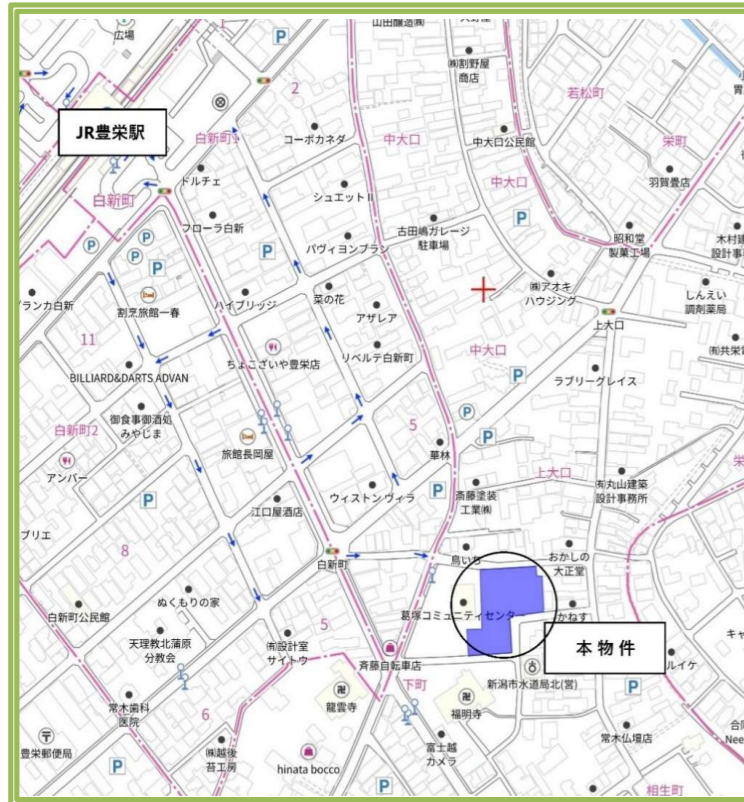 広場
山田醸造㈱
㈱割野屋
商店
2
若松町
JR豊栄駅
白新町1
コーポカネダ
中大口
中大口公民館
栄町
ドルチェ
羽賀畳店
白新町
シュエットⅡ
中大口
フローラ白新
古田嶋ガレージ
駐車場
昭和堂
製菓工場
パヴィヨンブラン
ブランカ白新
割烹旅館一春
ハイブリッジ
菜の花
㈱アオキ
ハウジング
しんえい
調剤薬局
アザレア
上大口
11
ちょこざいや豊栄店
リベルテ白新町
中大口
BILLIARD&DARTS ADVAN
ラブリーグレイス
御食事御酒処
みやじま
白新町2
5
旅館長岡屋
華林
アンバー
上大口
ウィストンヴィラ
斎藤塗装
工業㈱
㈲丸山建築
設計事務所
江口屋酒店
8
白新町
鳥いち
おかしの
大正堂
ぬくもりの家
白新町公民館
葛塚コミュニティセンター
かねす
5
本物件
天理教北蒲原
分教会
㈲設計室
サイトウ
斉藤自転車店
下町
新潟市水道局北(営)
常木歯科
医院
6
龍雲寺
福明寺
豊栄郵便局
㈱越後
苔工房
常木仏壇店
富士越
カメラ
hinata bocco
相生町